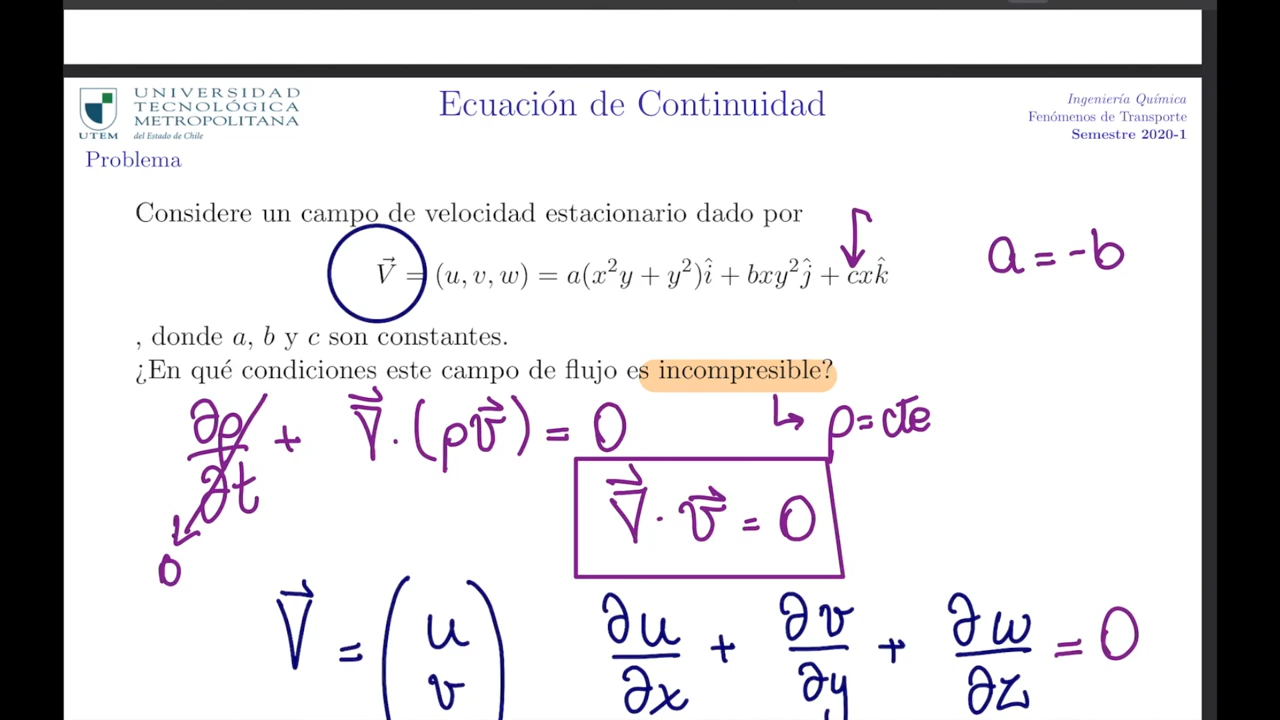 UNIVERSIDAD
TECNOLÓGICA
METROPOLITANA
del Estado de Chile
UTEM
Ecuación de Continuidad
Ingeniería Química
Fenómenos de Transporte
Semestre 2020-1
Problema
Considere un campo de velocidad estacionario dado por
V⃗ = (u, v, w) = a(x²y + y²)î + bxy²ĵ + cxk̂
a = -b
, donde a, b y c son constantes.
¿En qué condiciones este campo de flujo es incompresible?
∂ρ/∂t + ∇⃗ · (ρv⃗) = 0
↳ ρ = cte
0
∇⃗ · v⃗ = 0
V⃗ = (u
v
∂u/∂x + ∂v/∂y + ∂w/∂z = 0